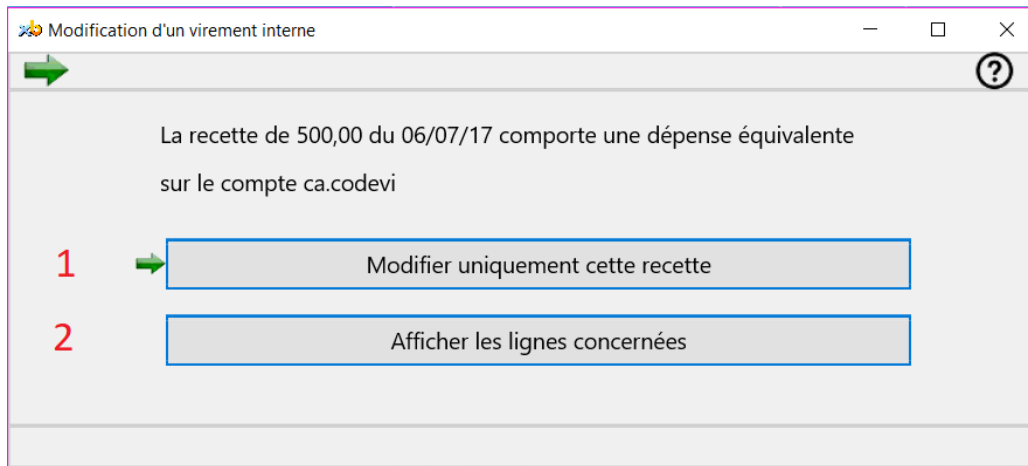 Modification d'un virement interne
?
La recette de 500,00 du 06/07/17 comporte une dépense équivalente
sur le compte ca.codevi
1 Modifier uniquement cette recette
2 Afficher les lignes concernées